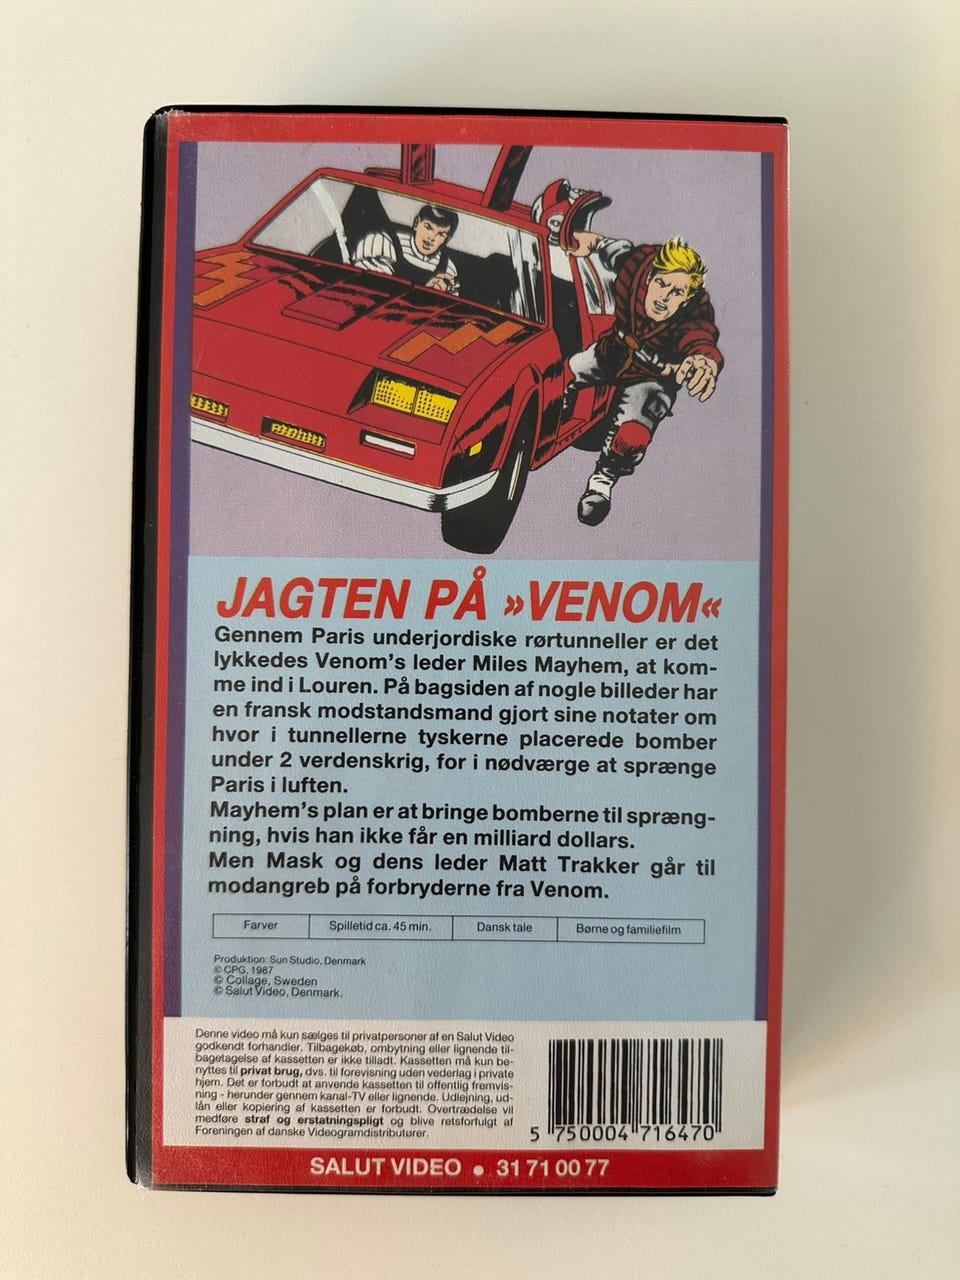 JAGTEN PÅ »VENOM«
Gennem Paris underjordiske rørtunneller er det
lykkedes Venom's leder Miles Mayhem, at kom-
me ind i Louren. På bagsiden af nogle billeder har
en fransk modstandsmand gjort sine notater om
hvor i tunnellerne tyskerne placerede bomber
under 2 verdenskrig, for i nødværge at sprænge
Paris i luften.
Mayhem's plan er at bringe bomberne til spræng-
ning, hvis han ikke får en milliard dollars.
Men Mask og dens leder Matt Trakker går til
modangreb på forbryderne fra Venom.
Farver Spilletid ca. 45 min. Dansk tale Børne og familiefilm
Produktion: Sun Studio, Denmark
© CPG, 1987
© Collage, Sweden
© Salut Video, Denmark.
Denne video må kun sælges til privatpersoner af en Salut Video
godkendt forhandler. Tilbagekøb, ombytning eller lignende til-
bagetagelse af kassetten er ikke tilladt. Kassetten må kun be-
nyttes til privat brug, dvs. til forevisning uden vederlag i private
hjem. Det er forbudt at anvende kassetten til offentlig fremvis-
ning - herunder gennem kanal-TV eller lignende. Udlejning, ud-
lån eller kopiering af kassetten er forbudt. Overtrædelse vil
medføre straf og erstatningspligt og blive retsforfulgt af
Foreningen af danske Videogramdistributører.
5 750004 716470
SALUT VIDEO ● 31 71 00 77